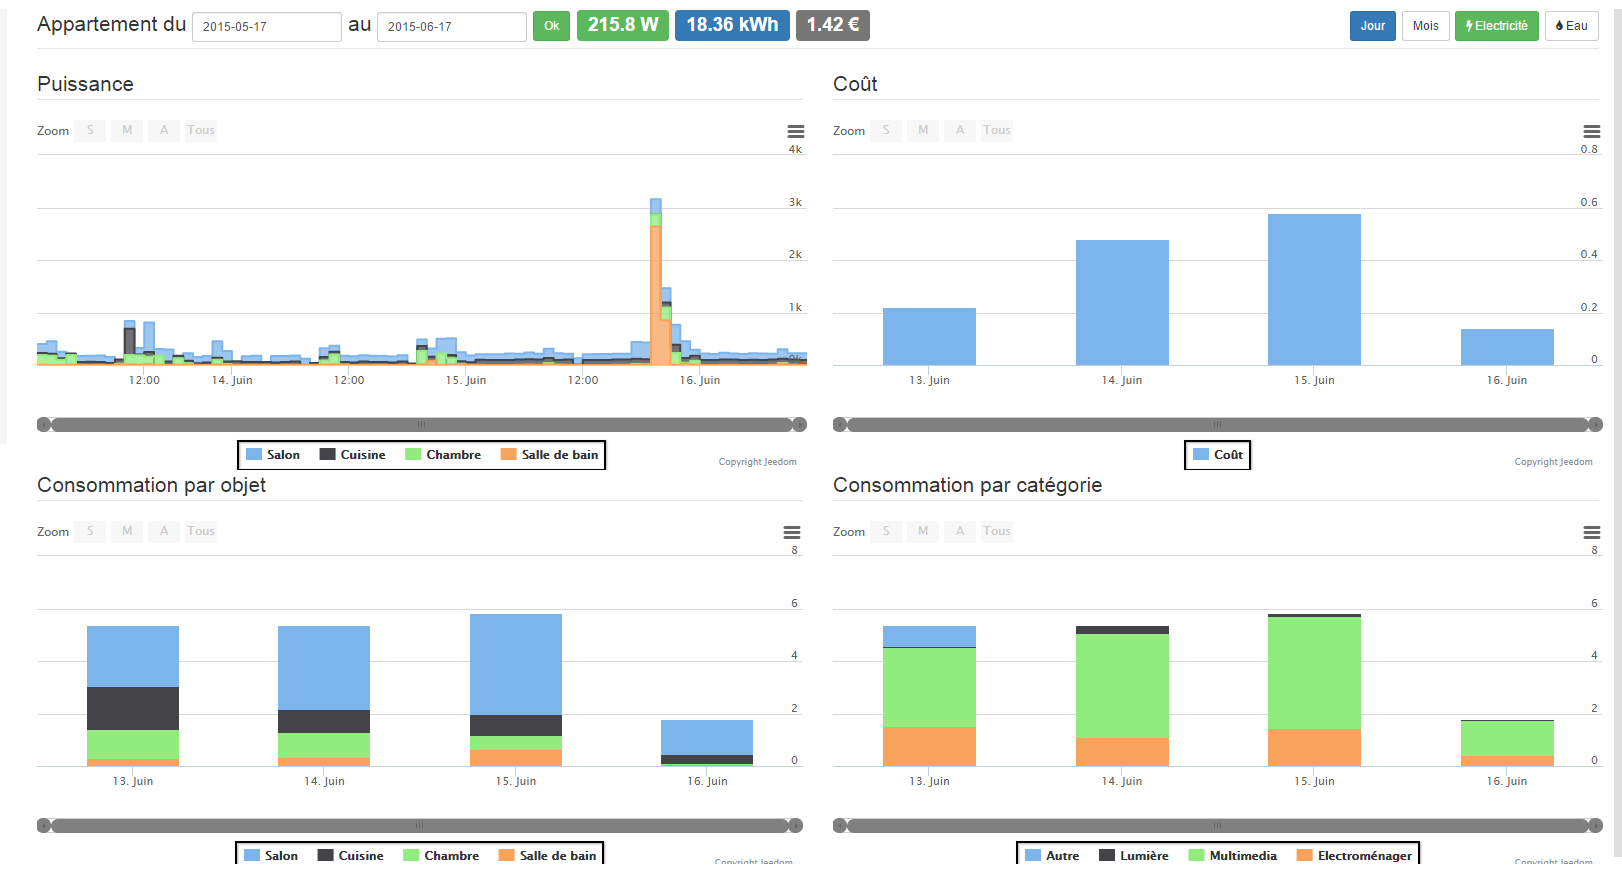 Appartement du 2015-05-17 au 2015-06-17 Ok 215.8 W 18.36 kWh 1.42 € Jour Mois Electricité Eau
Puissance
Zoom S M A Tous
4k
3k
2k
1k
0k
12:00 14. Juin 12:00 15. Juin 12:00 16. Juin
Salon Cuisine Chambre Salle de bain
Copyright Jeedom
Coût
Zoom S M A Tous
0.8
0.6
0.4
0.2
0
13. Juin 14. Juin 15. Juin 16. Juin
Coût
Copyright Jeedom
Consommation par objet
Zoom S M A Tous
8
6
4
2
0
13. Juin 14. Juin 15. Juin 16. Juin
Salon Cuisine Chambre Salle de bain
Copyright Jeedom
Consommation par catégorie
Zoom S M A Tous
8
6
4
2
0
13. Juin 14. Juin 15. Juin 16. Juin
Autre Lumière Multimedia Electroménager
Copyright Jeedom